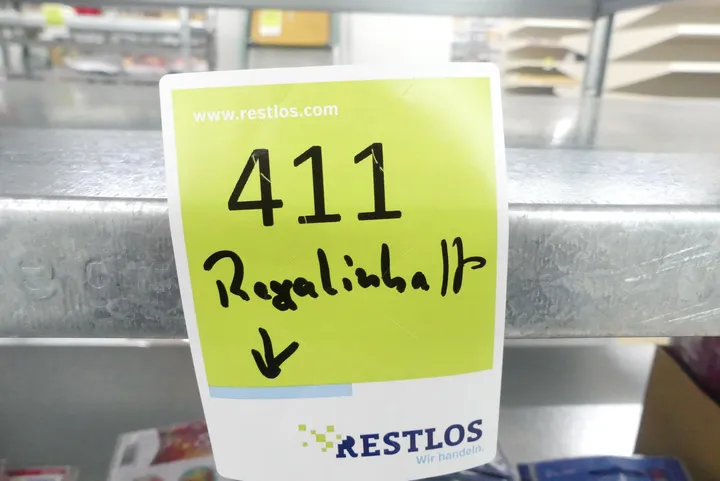 www.restlos.com
411
Regalinhalt
RESTLOS
Wir handeln.